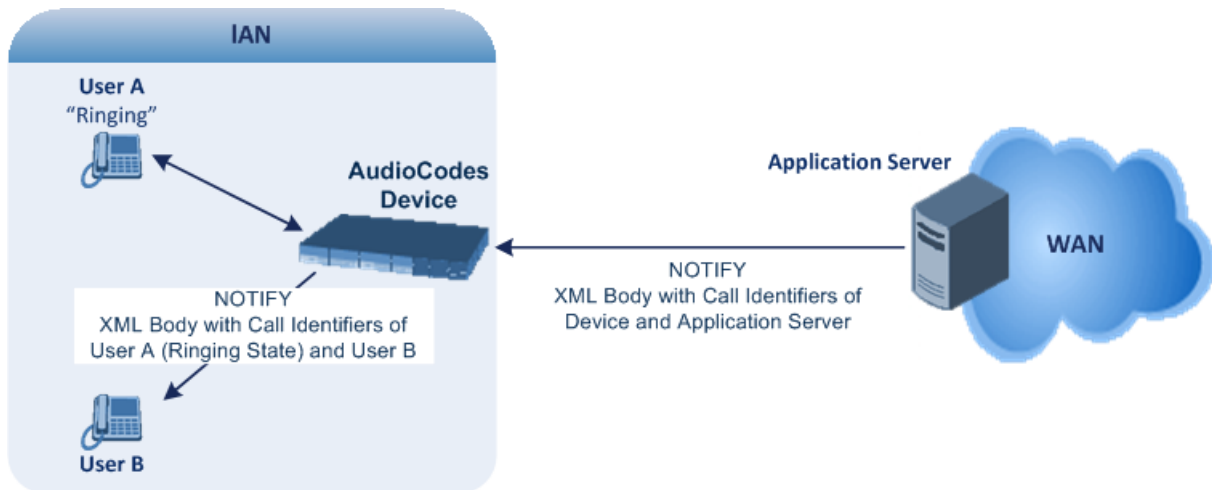 lAN
User A
“Ringing”
AudioCodes
Device
NOTIFY
XML Body with Call Identifiers of
User A (Ringing State) and User B
User B
NOTIFY
XML Body with Call Identifiers of
Device and Application Server
Application Server
WAN